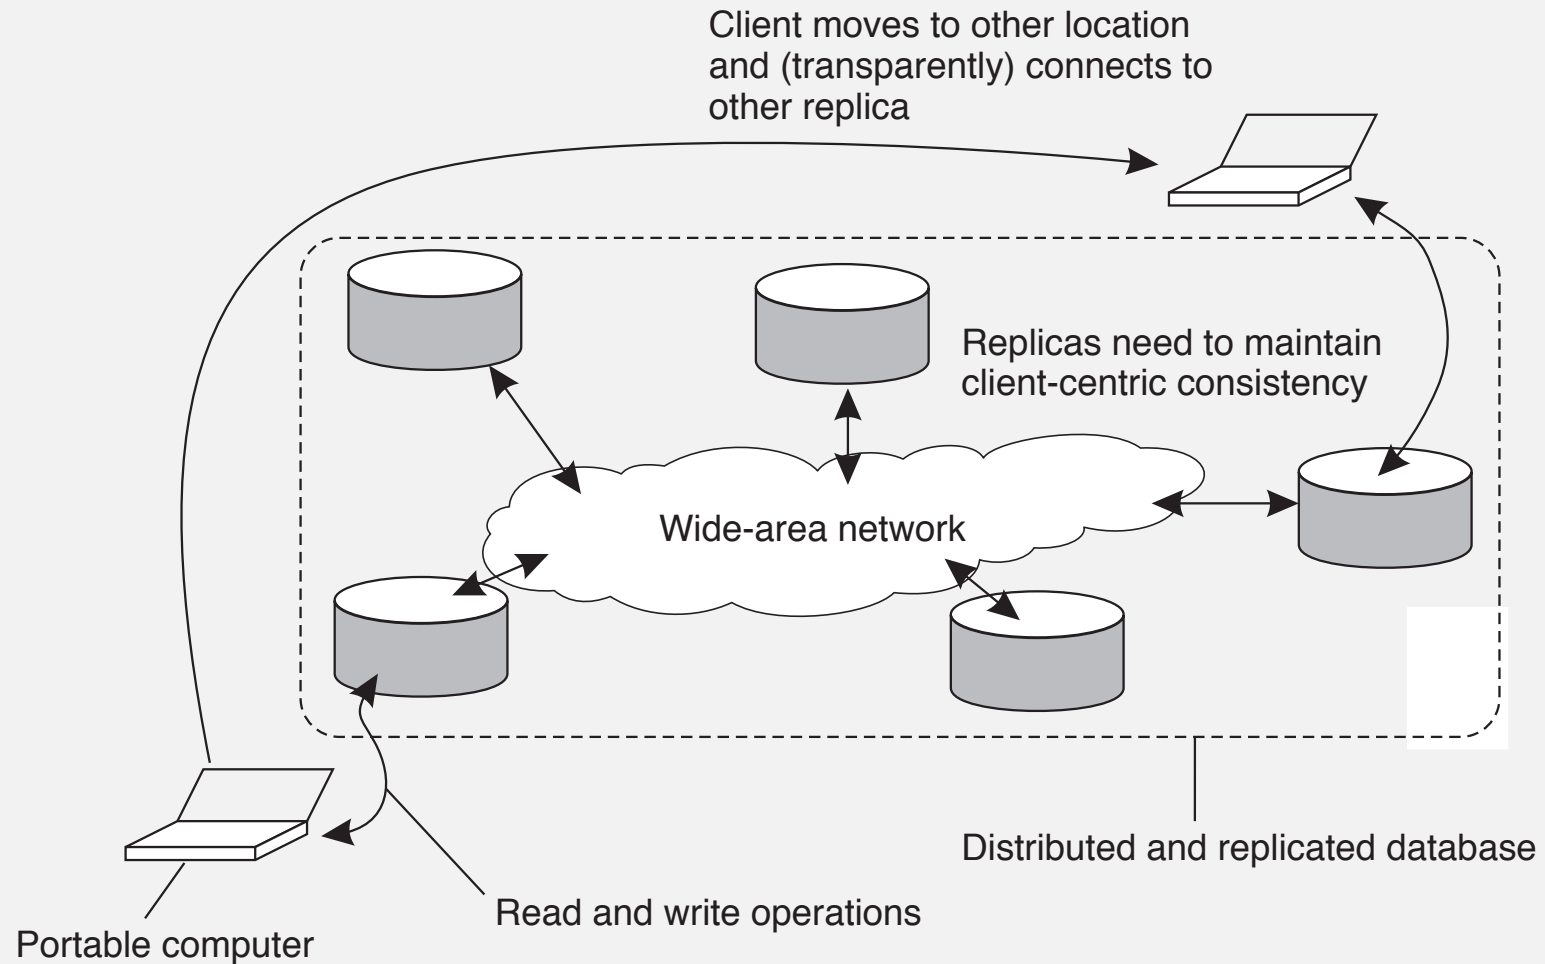 Client moves to other location
and (transparently) connects to
other replica
Replicas need to maintain
client-centric consistency
Wide-area network
Distributed and replicated database
Read and write operations
Portable computer